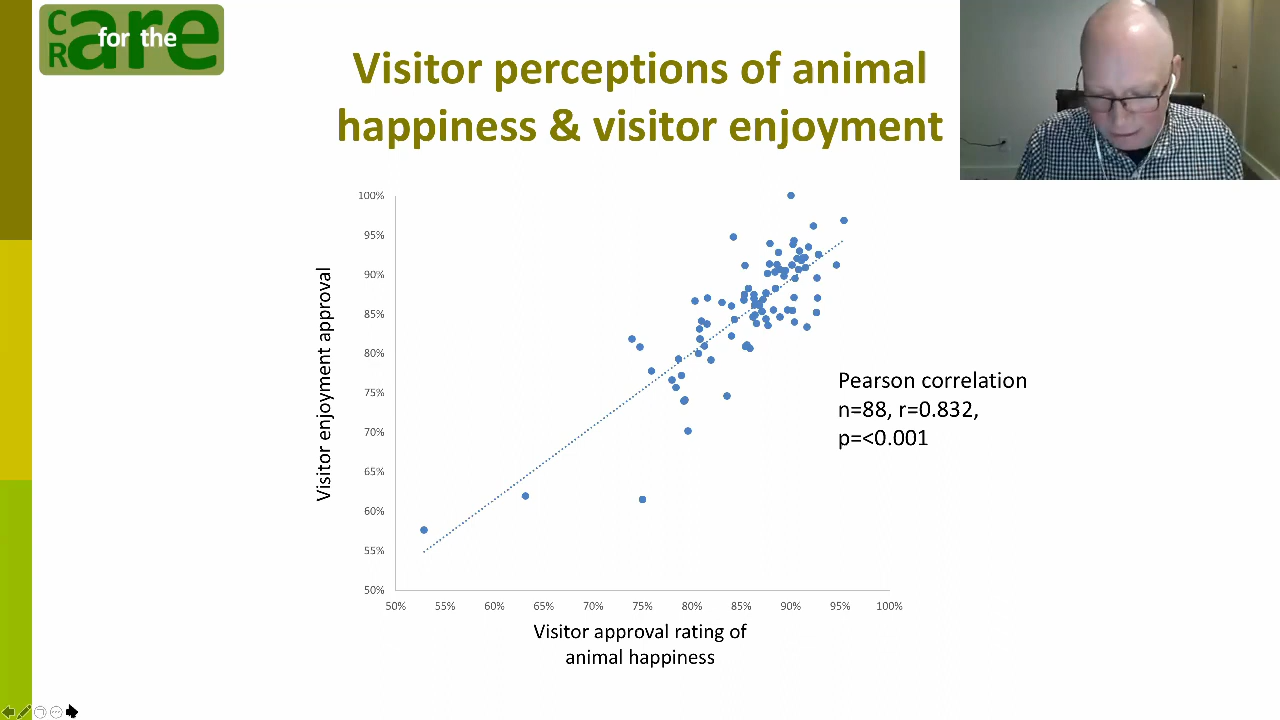 C
R are
for the
Visitor perceptions of animal
happiness & visitor enjoyment
Visitor enjoyment approval
100%
95%
90%
85%
80%
75%
70%
65%
60%
55%
50%
50% 55% 60% 65% 70% 75% 80% 85% 90% 95% 100%
Visitor approval rating of
animal happiness
Pearson correlation
n=88, r=0.832,
p=<0.001